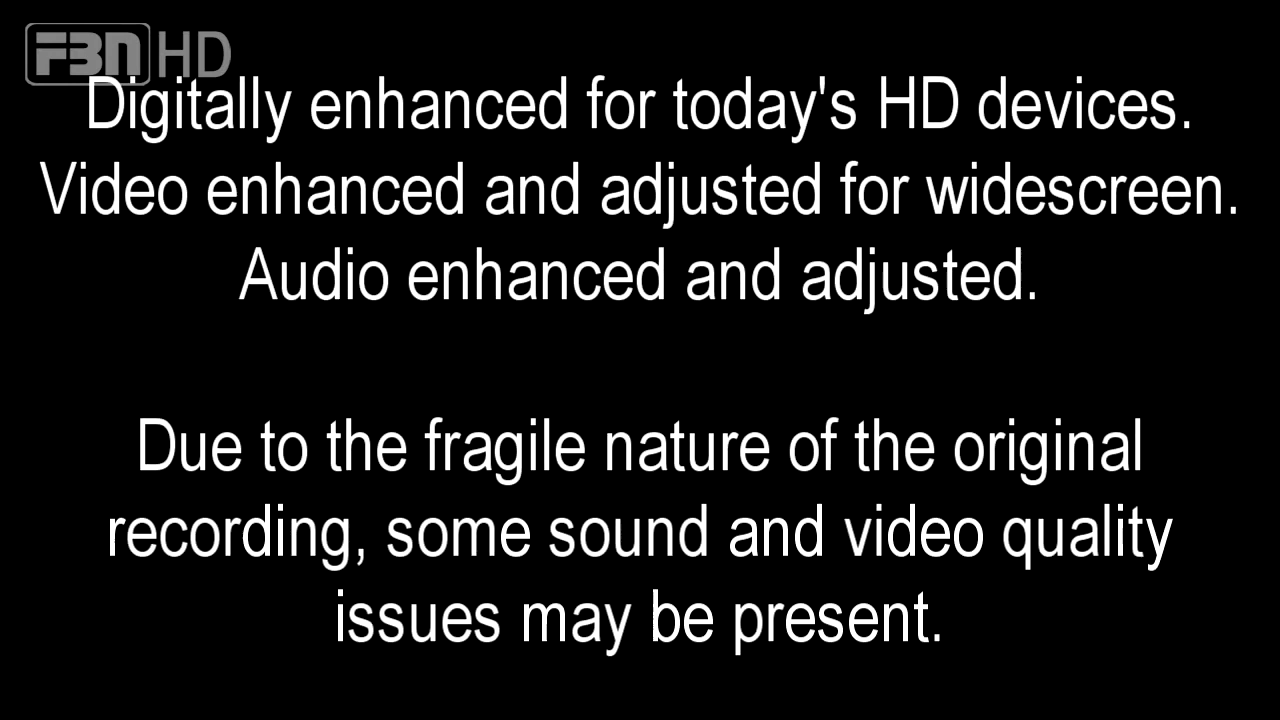 FBN HD
Digitally enhanced for today's HD devices.
Video enhanced and adjusted for widescreen.
Audio enhanced and adjusted.
Due to the fragile nature of the original
recording, some sound and video quality
issues may be present.